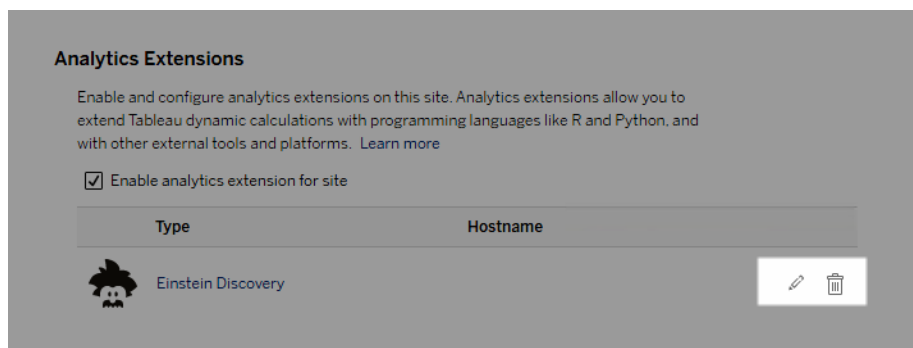 Analytics Extensions
Enable and configure analytics extensions on this site. Analytics extensions allow you to
extend Tableau dynamic calculations with programming languages like R and Python, and
with other external tools and platforms. Learn more
Enable analytics extension for site
Type Hostname
Einstein Discovery